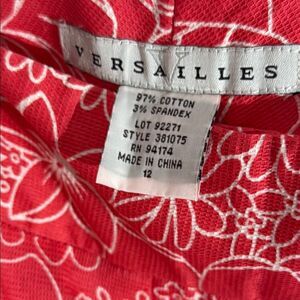 VERSAILLES
97% COTTON
3% SPANDEX
LOT 92271
STYLE 381075
RN 94174
MADE IN CHINA
12